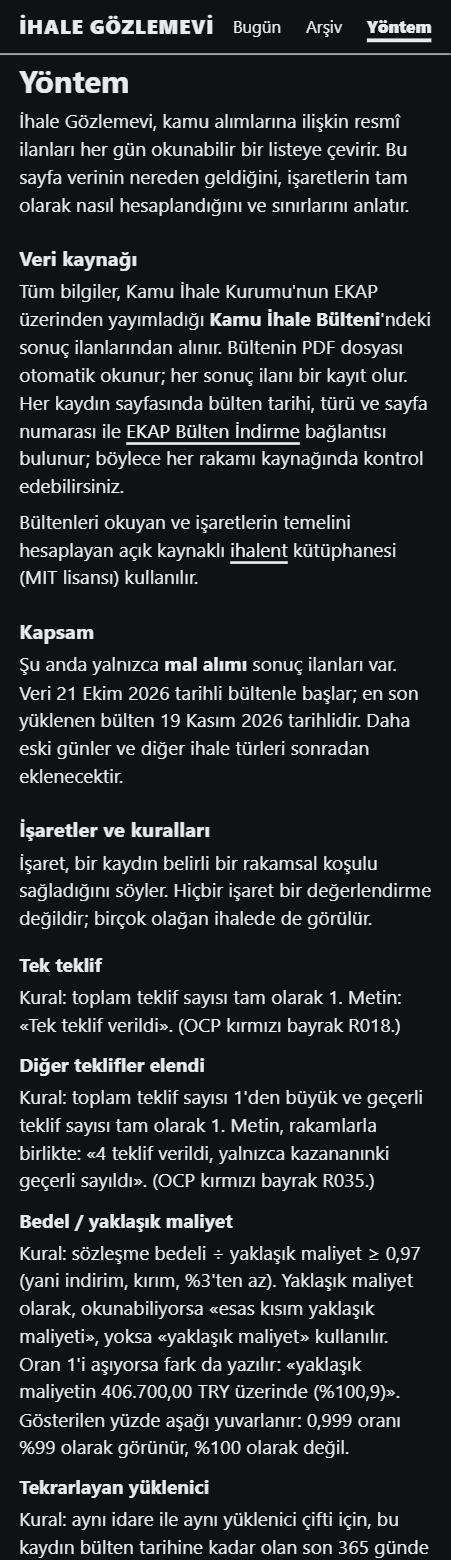 İHALE GÖZLEMEVİ Bugün Arşiv Yöntem
Yöntem
İhale Gözlemevi, kamu alımlarına ilişkin resmî
ilanları her gün okunabilir bir listeye çevirir. Bu
sayfa verinin nereden geldiğini, işaretlerin tam
olarak nasıl hesaplandığını ve sınırlarını anlatır.
Veri kaynağı
Tüm bilgiler, Kamu İhale Kurumu'nun EKAP
üzerinden yayımladığı Kamu İhale Bülteni'ndeki
sonuç ilanlarından alınır. Bültenin PDF dosyası
otomatik okunur; her sonuç ilanı bir kayıt olur.
Her kaydın sayfasında bülten tarihi, türü ve sayfa
numarası ile EKAP Bülten İndirme bağlantısı
bulunur; böylece her rakamı kaynağında kontrol
edebilirsiniz.
Bültenleri okuyan ve işaretlerin temelini
hesaplayan açık kaynaklı ihalent kütüphanesi
(MIT lisansı) kullanılır.
Kapsam
Şu anda yalnızca mal alımı sonuç ilanları var.
Veri 21 Ekim 2026 tarihli bültenle başlar; en son
yüklenen bülten 19 Kasım 2026 tarihlidir. Daha
eski günler ve diğer ihale türleri sonradan
eklenecektir.
İşaretler ve kuralları
İşaret, bir kaydın belirli bir rakamsal koşulu
sağladığını söyler. Hiçbir işaret bir değerlendirme
değildir; birçok olağan ihalede de görülür.
Tek teklif
Kural: toplam teklif sayısı tam olarak 1. Metin:
«Tek teklif verildi». (OCP kırmızı bayrak R018.)
Diğer teklifler elendi
Kural: toplam teklif sayısı 1'den büyük ve geçerli
teklif sayısı tam olarak 1. Metin, rakamlarla
birlikte: «4 teklif verildi, yalnızca kazananınki
geçerli sayıldı». (OCP kırmızı bayrak R035.)
Bedel / yaklaşık maliyet
Kural: sözleşme bedeli ÷ yaklaşık maliyet ≥ 0,97
(yani indirim, kırım, %3'ten az). Yaklaşık maliyet
olarak, okunabiliyorsa «esas kısım yaklaşık
maliyeti», yoksa «yaklaşık maliyet» kullanılır.
Oran 1'i aşıyorsa fark da yazılır: «yaklaşık
maliyetin 406.700,00 TRY üzerinde (%100,9)».
Gösterilen yüzde aşağı yuvarlanır: 0,999 oranı
%99 olarak görünür, %100 olarak değil.
Tekrarlayan yüklenici
Kural: aynı idare ile aynı yüklenici çifti için, bu
kaydın bülten tarihine kadar olan son 365 günde